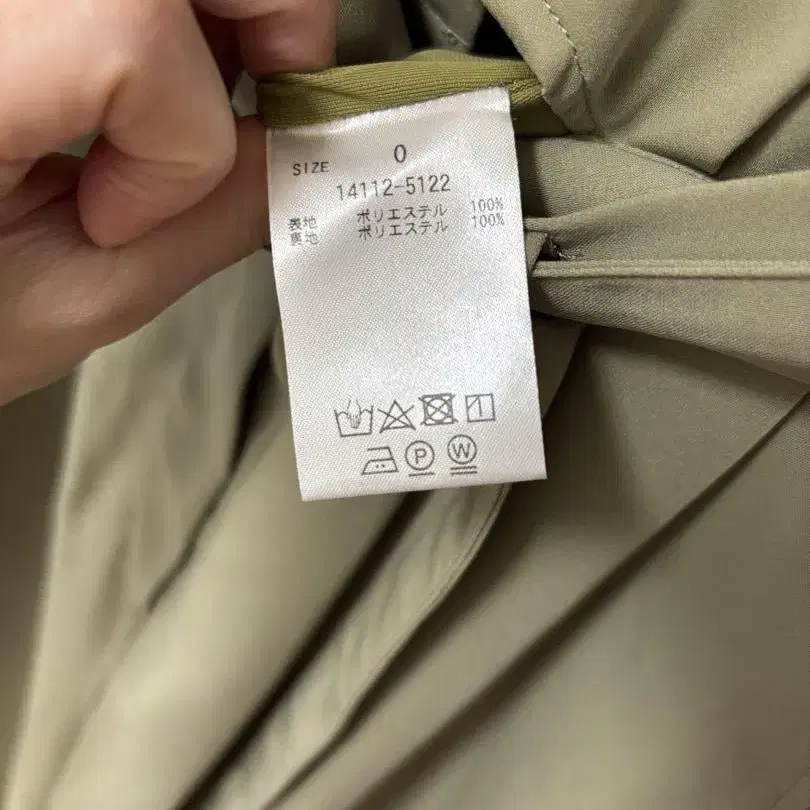 SIZE 0
14112-5122
表地 ポリエステル 100%
裏地 ポリエステル 100%
P W